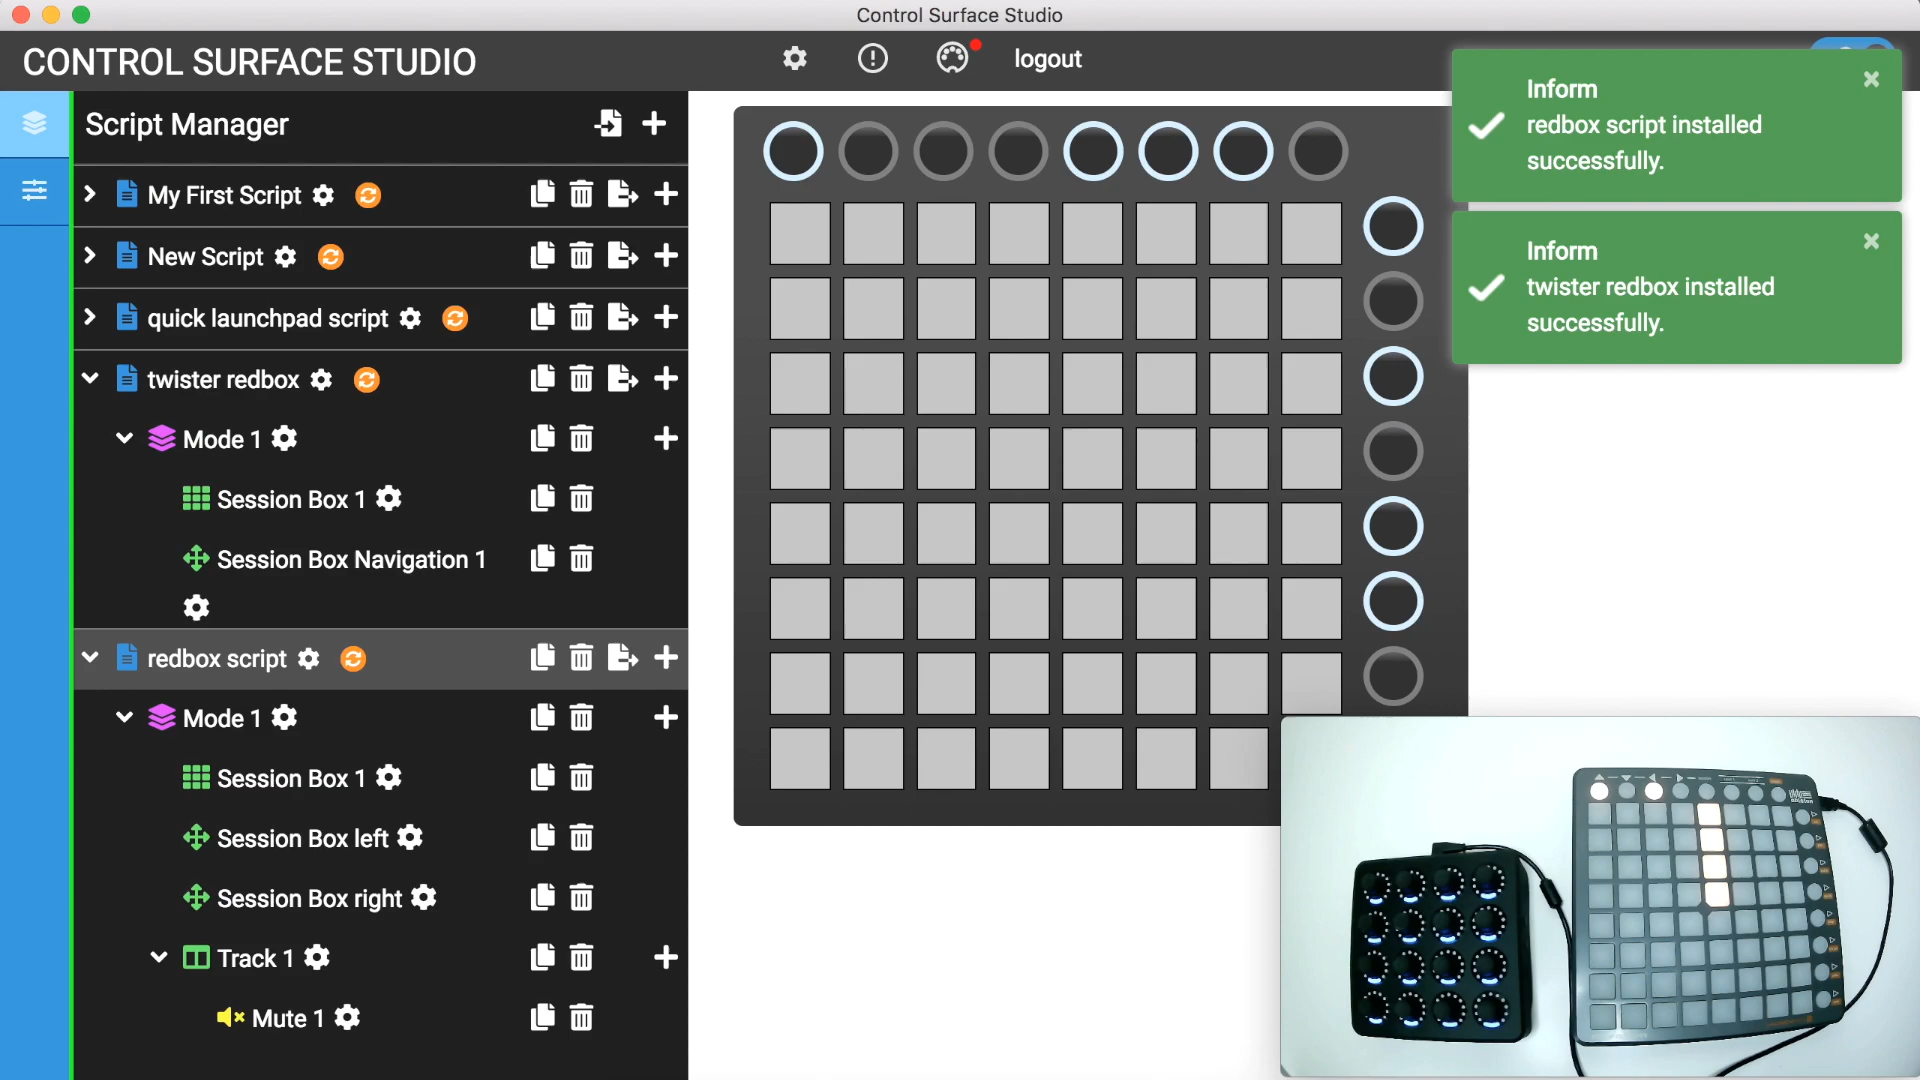 Control Surface Studio
CONTROL SURFACE STUDIO
logout
Script Manager
My First Script
New Script
quick launchpad script
twister redbox
Mode 1
Session Box 1
Session Box Navigation 1
redbox script
Mode 1
Session Box 1
Session Box left
Session Box right
Track 1
Mute 1
Inform
redbox script installed
successfully.
Inform
twister redbox installed
successfully.